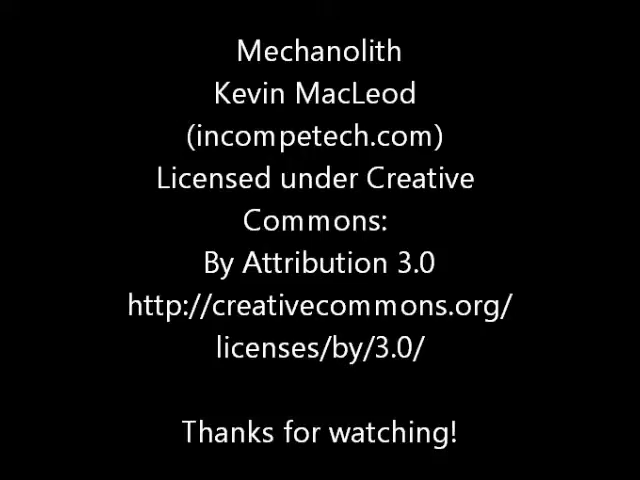 Mechanolith
Kevin MacLeod
(incompetech.com)
Licensed under Creative
Commons:
By Attribution 3.0
http://creativecommons.org/
licenses/by/3.0/
Thanks for watching!